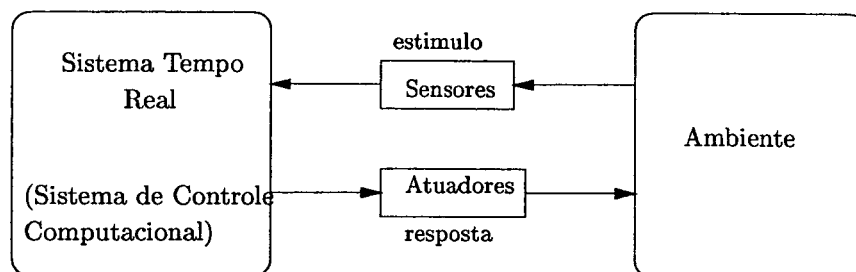 Sistema Tempo
Real
(Sistema de Controle
Computacional)
estimulo
Sensores
Atuadores
resposta
Ambiente